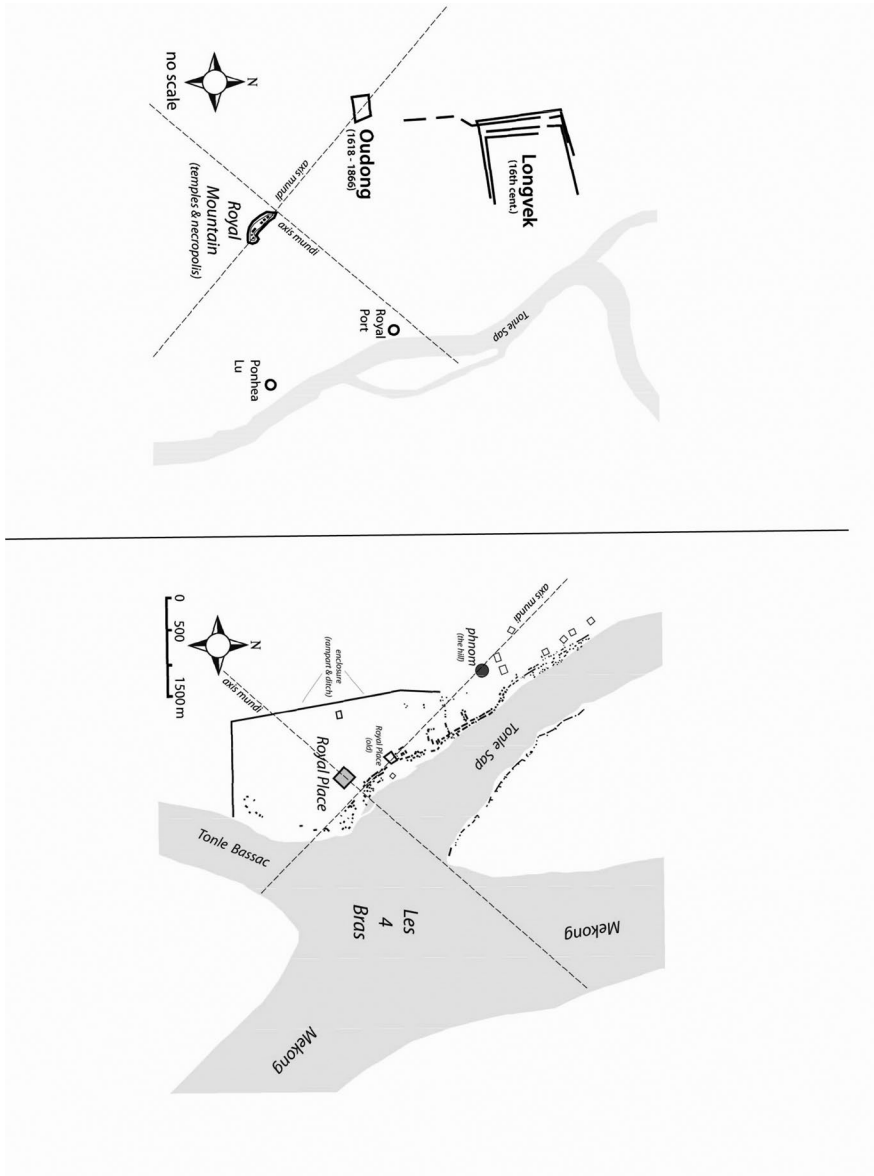 N
no scale
Oudong
(1618 - 1866)
Longvek
(16th cent.)
axis mundi
axis mundi
Royal
Mountain
(temples & necropolis)
Royal
Port
Tonle Sap
Ponhea
Lu
0
500
1500 m
N
axis mundi
phnom
(the hill)
enclosure
(rampart & ditch)
axis mundi
Royal Place
(old)
Royal Place
Tonle Sap
Tonle Bassac
Les
4
Bras
Mekong
Mekong